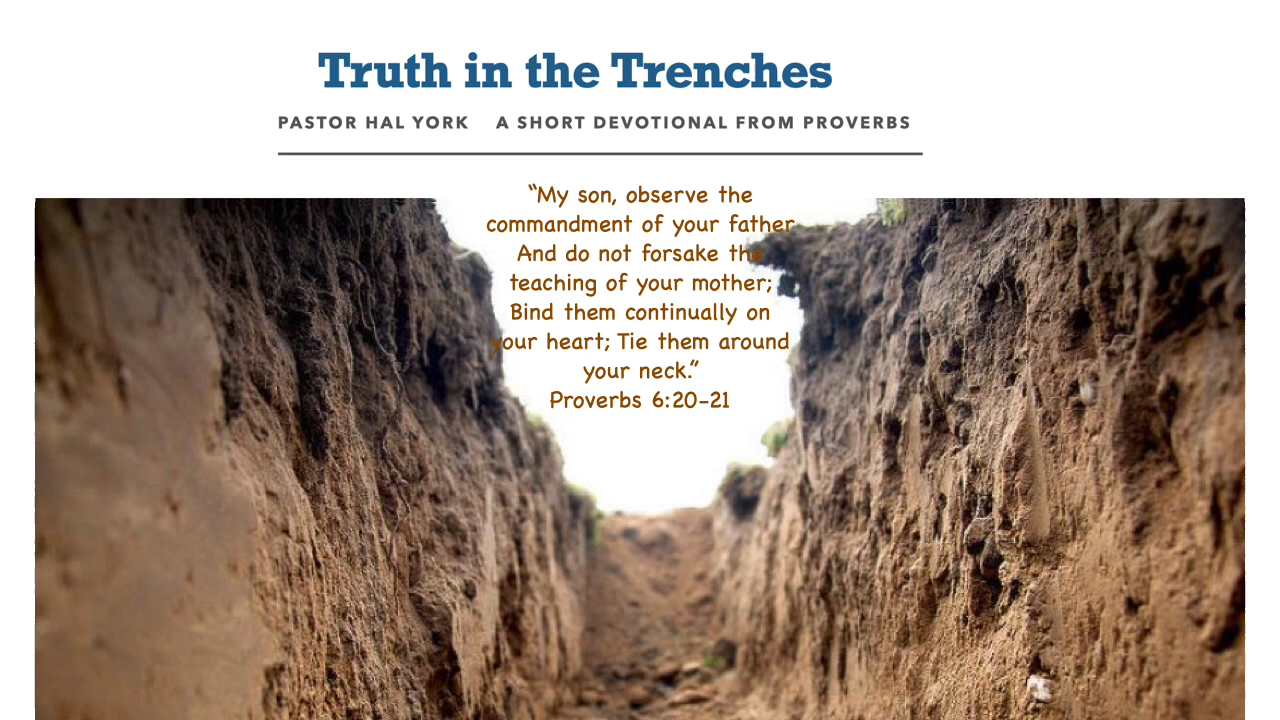 Truth in the Trenches
PASTOR HAL YORK A SHORT DEVOTIONAL FROM PROVERBS
“My son, observe the
commandment of your father
And do not forsake the
teaching of your mother;
Bind them continually on
your heart; Tie them around
your neck.”
Proverbs 6:20-21